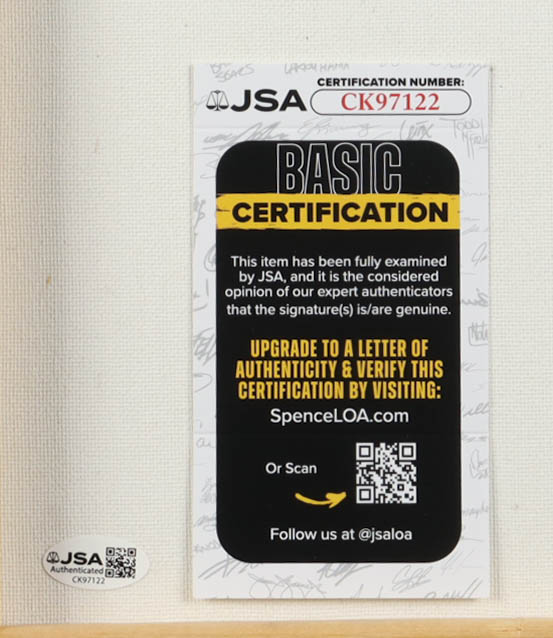 CERTIFICATION NUMBER:
JSA CK97122
BASIC
CERTIFICATION
This item has been fully examined
by JSA, and it is the considered
opinion of our expert authenticators
that the signature(s) is/are genuine.
UPGRADE TO A LETTER OF
AUTHENTICITY & VERIFY THIS
CERTIFICATION BY VISITING:
SpenceLOA.com
Or Scan
Follow us at @jsaloa
JSA
Authenticated
CK97122